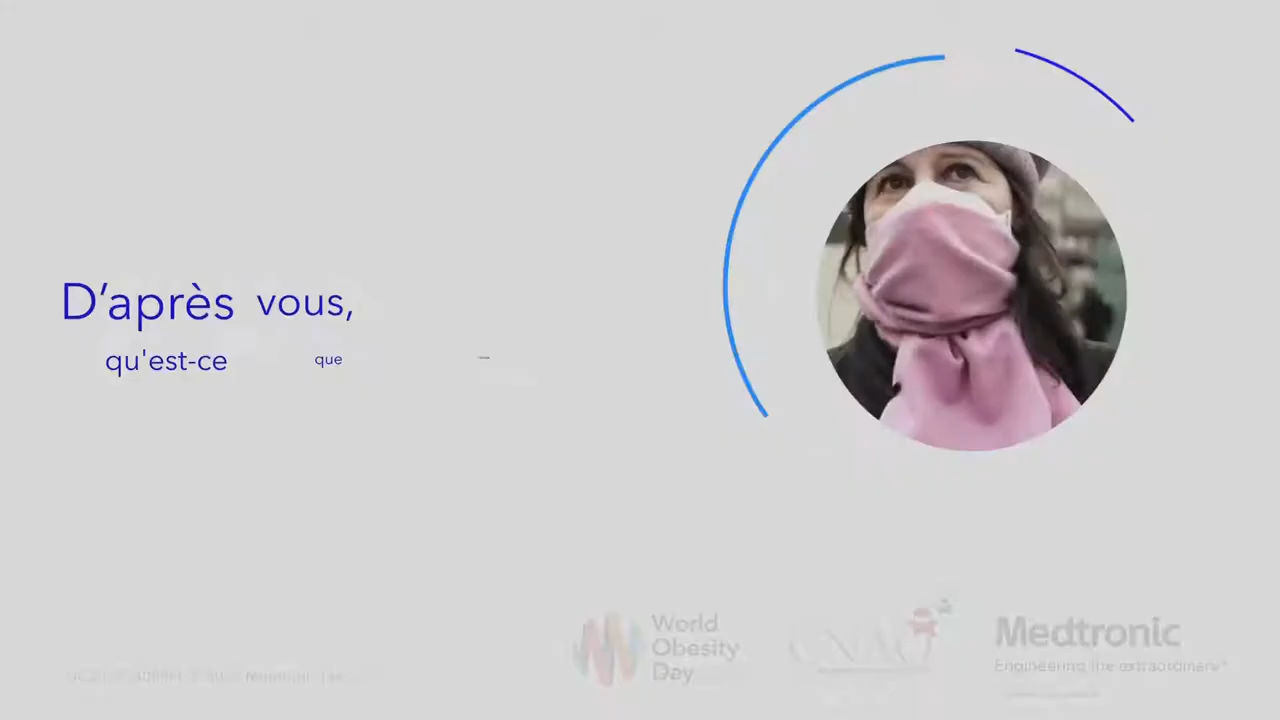 D’après vous,
qu'est-ce que
World
Obesity
Day
Medtronic
Engineering the extraordinary